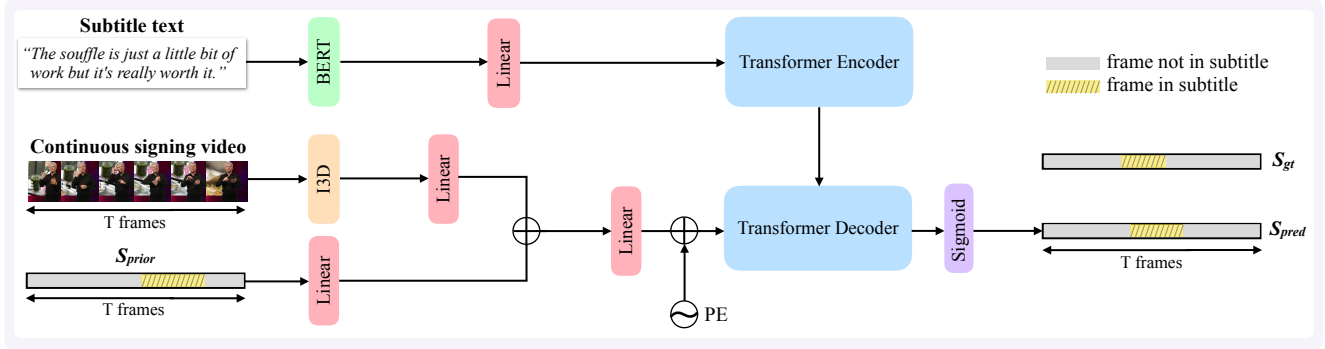 Subtitle text
“The souffle is just a little bit of
work but it's really worth it.”
BERT
Linear
Transformer Encoder
frame not in subtitle
frame in subtitle
Continuous signing video
T frames
I3D
Linear
S_prior
T frames
Linear
Linear
PE
Transformer Decoder
Sigmoid
S_gt
S_pred
T frames